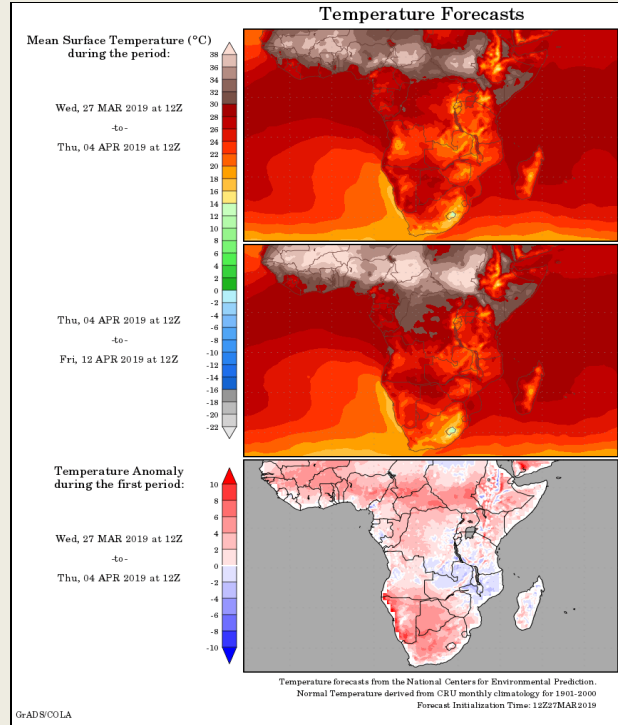 Temperature Forecasts
Mean Surface Temperature (°C)
during the period:
Wed, 27 MAR 2019 at 12Z
-to-
Thu, 04 APR 2019 at 12Z
38
36
34
32
30
28
26
24
22
20
18
16
14
12
10
8
6
4
2
0
-2
-4
-6
-8
-10
-12
-14
-16
-18
-20
-22
Thu, 04 APR 2019 at 12Z
-to-
Fri, 12 APR 2019 at 12Z
Temperature Anomaly
during the first period:
Wed, 27 MAR 2019 at 12Z
-to-
Thu, 04 APR 2019 at 12Z
10
8
6
4
2
0
-2
-4
-6
-8
-10
Temperature forecasts from the National Centers for Environmental Prediction.
Normal Temperature derived from CRU monthly climatology for 1901-2000
Forecast Initialization Time: 12Z27MAR2019
GrADS/COLA